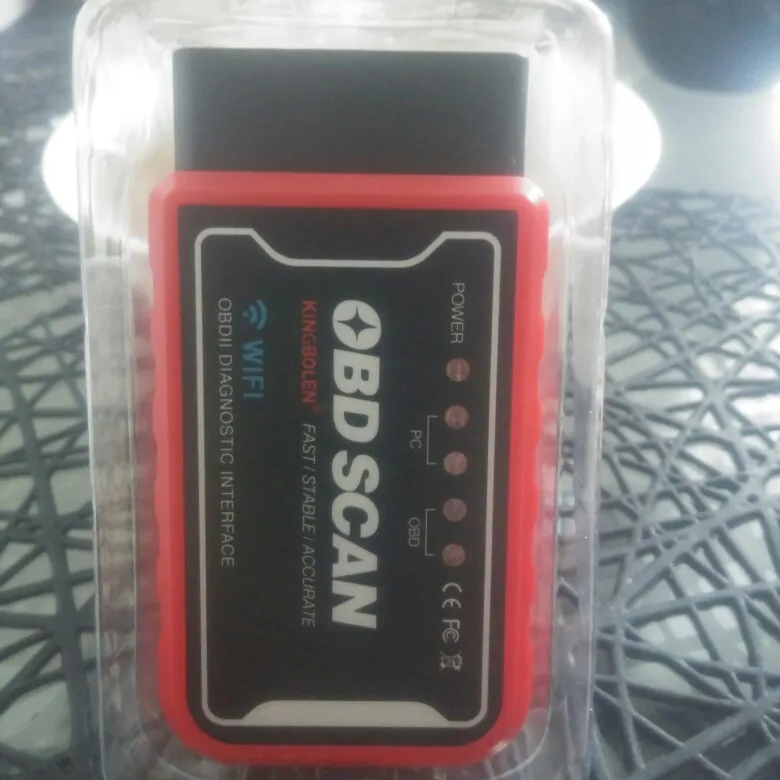 POWER
PC
OBD
CE FC
OBD SCAN
KINGBOLEN® FAST / STABLE / ACCURATE
WIFI
OBDII DIAGNOSTIC INTERFACE